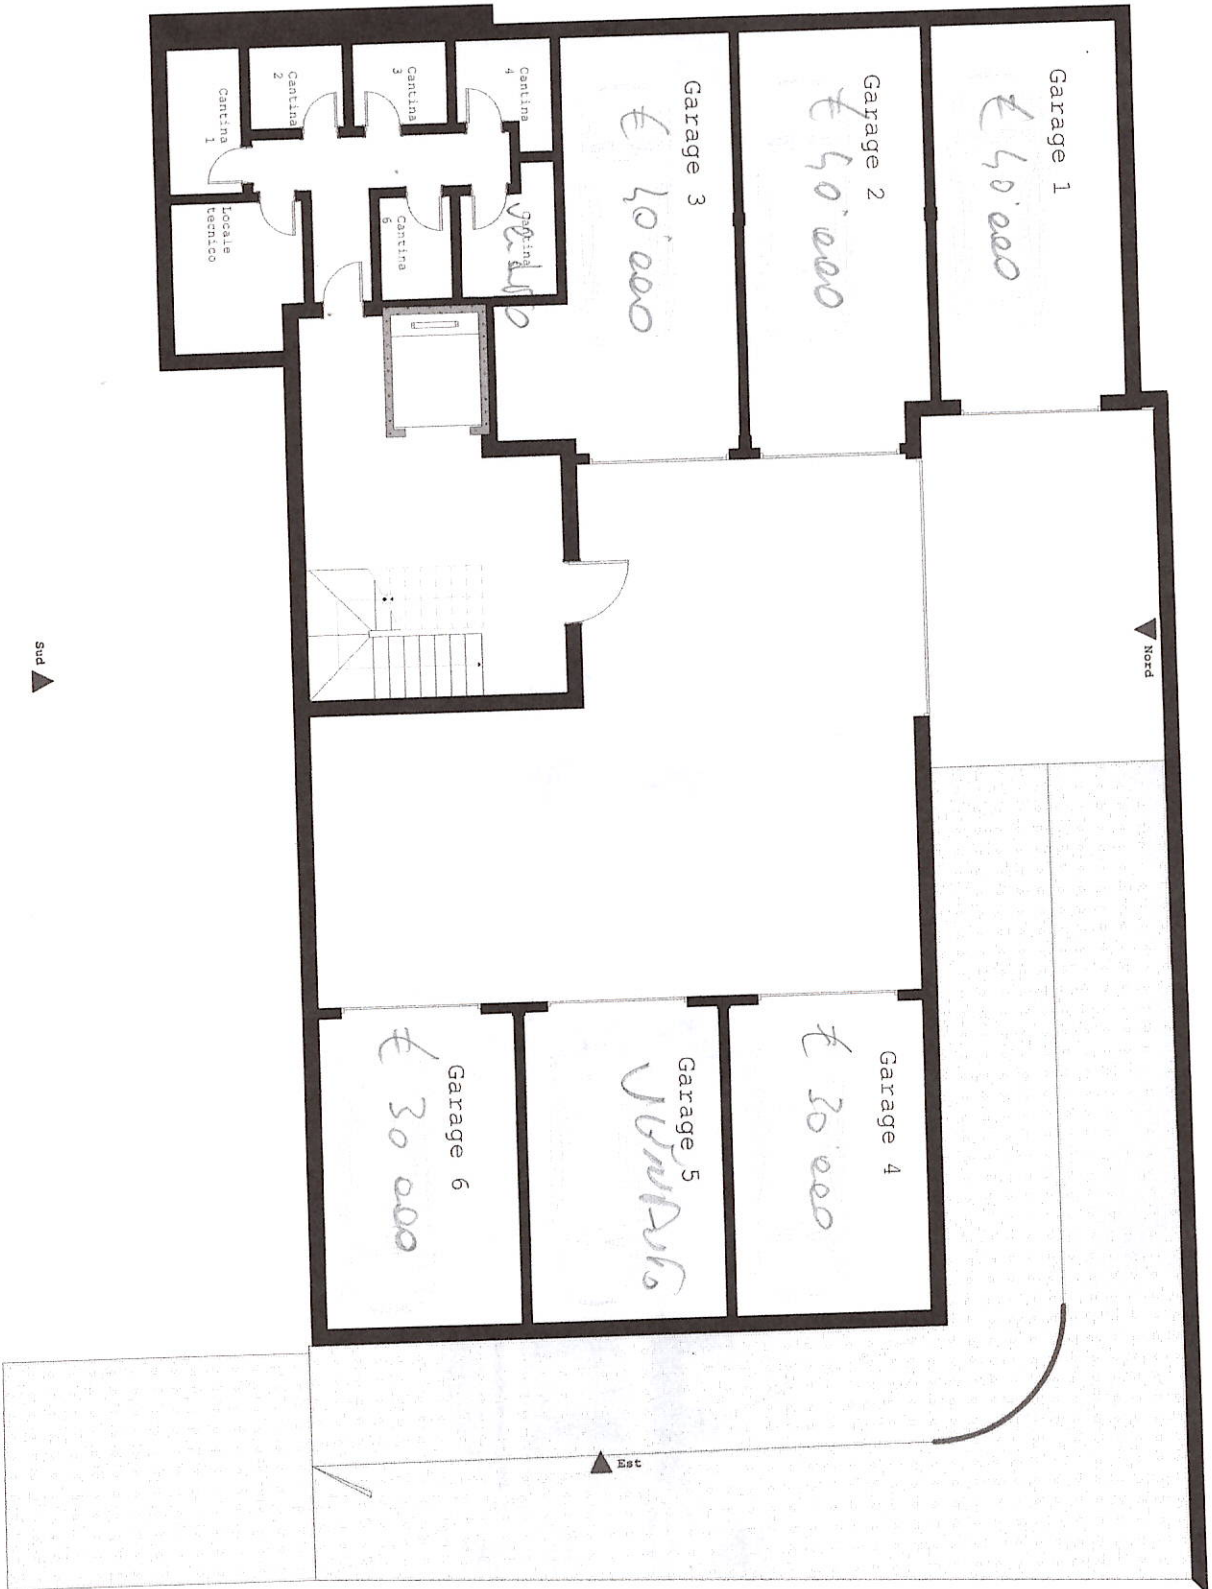 Garage 1
€ 40'000
Garage 2
€ 40'000
Garage 3
€ 40'000
Cantina
4
Cantina
3
Cantina
2
Cantina
1
Cantina
Venduto
Cantina
6
Locale
tecnico
Nord
Sud
Garage 4
€ 30'000
Garage 5
VENDUTO
Garage 6
€ 30 000
Est